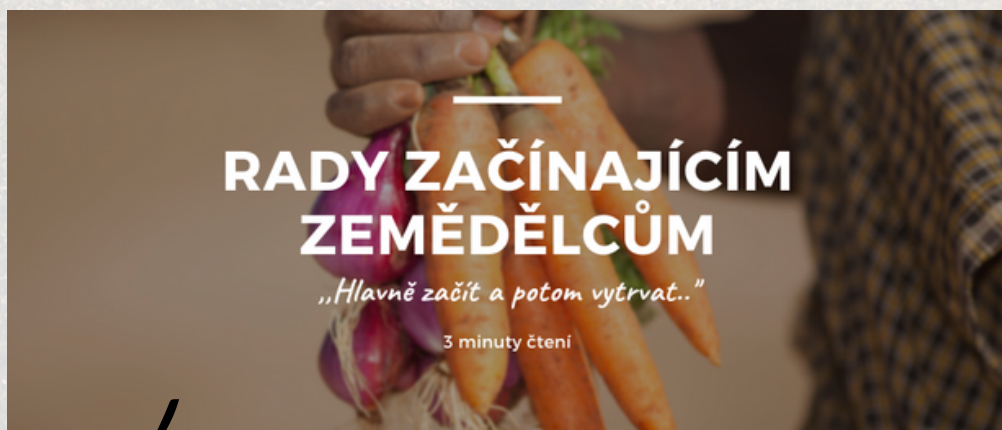 RADY ZAČÍNAJÍCÍM
ZEMĚDĚLCŮM
,,Hlavně začít a potom vytrvat.."
3 minuty čtení